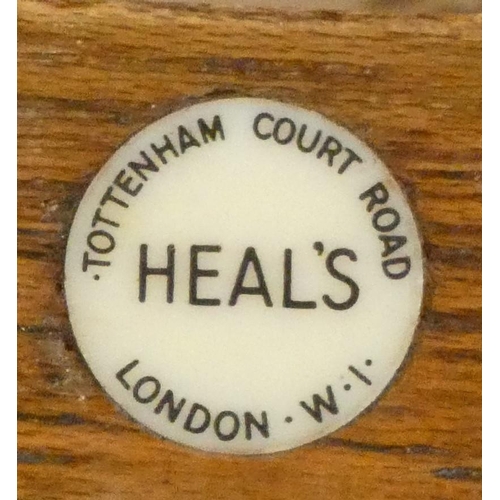 ·TOTTENHAM COURT ROAD
HEAL'S
LONDON · W·1·